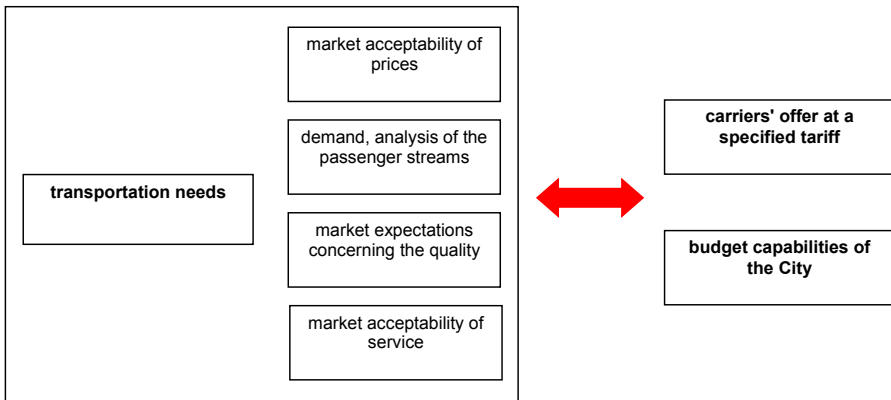 market acceptability of
prices
demand, analysis of the
passenger streams
transportation needs
market expectations
concerning the quality
market acceptability of
service
carriers' offer at a
specified tariff
budget capabilities of
the City